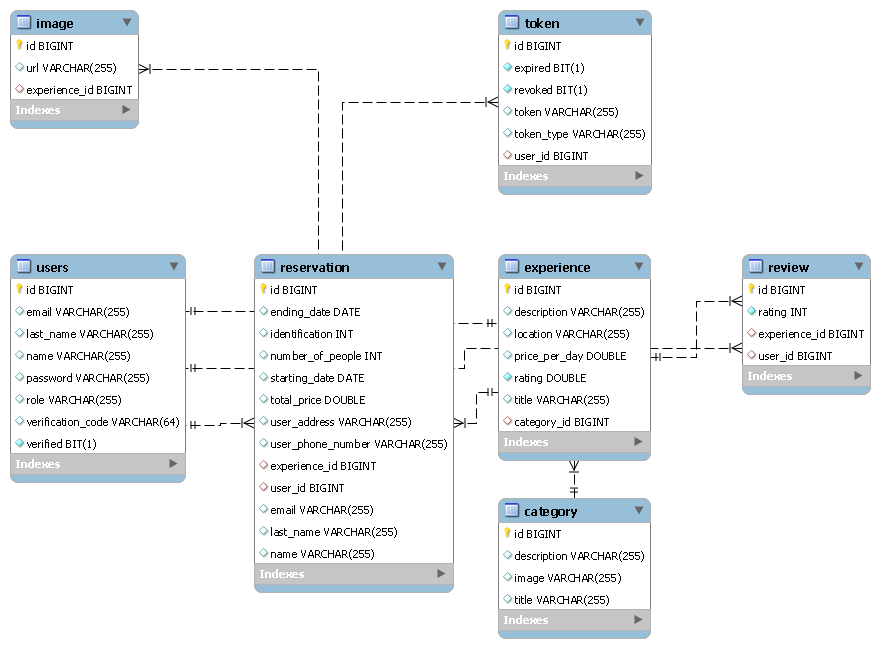 image
id BIGINT
url VARCHAR(255)
experience_id BIGINT
Indexes
token
id BIGINT
expired BIT(1)
revoked BIT(1)
token VARCHAR(255)
token_type VARCHAR(255)
user_id BIGINT
Indexes
users
id BIGINT
email VARCHAR(255)
last_name VARCHAR(255)
name VARCHAR(255)
password VARCHAR(255)
role VARCHAR(255)
verification_code VARCHAR(64)
verified BIT(1)
Indexes
reservation
id BIGINT
ending_date DATE
identification INT
number_of_people INT
starting_date DATE
total_price DOUBLE
user_address VARCHAR(255)
user_phone_number VARCHAR(255)
experience_id BIGINT
user_id BIGINT
email VARCHAR(255)
last_name VARCHAR(255)
name VARCHAR(255)
Indexes
experience
id BIGINT
description VARCHAR(255)
location VARCHAR(255)
price_per_day DOUBLE
rating DOUBLE
title VARCHAR(255)
category_id BIGINT
Indexes
review
id BIGINT
rating INT
experience_id BIGINT
user_id BIGINT
Indexes
category
id BIGINT
description VARCHAR(255)
image VARCHAR(255)
title VARCHAR(255)
Indexes